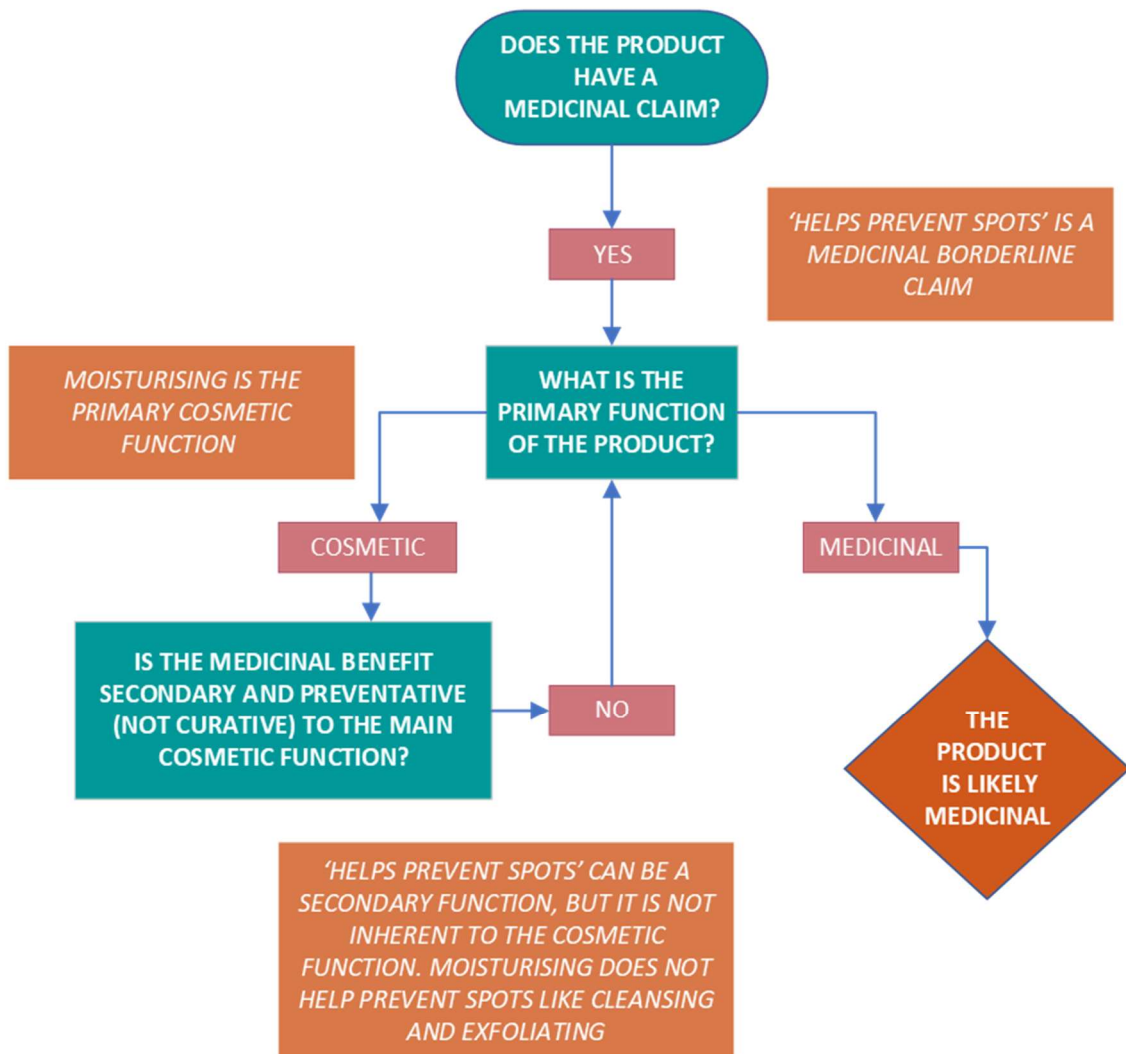 DOES THE PRODUCT
HAVE A
MEDICINAL CLAIM?
‘HELPS PREVENT SPOTS’ IS A
MEDICINAL BORDERLINE
CLAIM
YES
MOISTURISING IS THE
PRIMARY COSMETIC
FUNCTION
WHAT IS THE
PRIMARY FUNCTION
OF THE PRODUCT?
COSMETIC
MEDICINAL
IS THE MEDICINAL BENEFIT
SECONDARY AND PREVENTATIVE
(NOT CURATIVE) TO THE MAIN
COSMETIC FUNCTION?
NO
THE
PRODUCT
IS LIKELY
MEDICINAL
‘HELPS PREVENT SPOTS’ CAN BE A
SECONDARY FUNCTION, BUT IT IS NOT
INHERENT TO THE COSMETIC
FUNCTION. MOISTURISING DOES NOT
HELP PREVENT SPOTS LIKE CLEANSING
AND EXFOLIATING